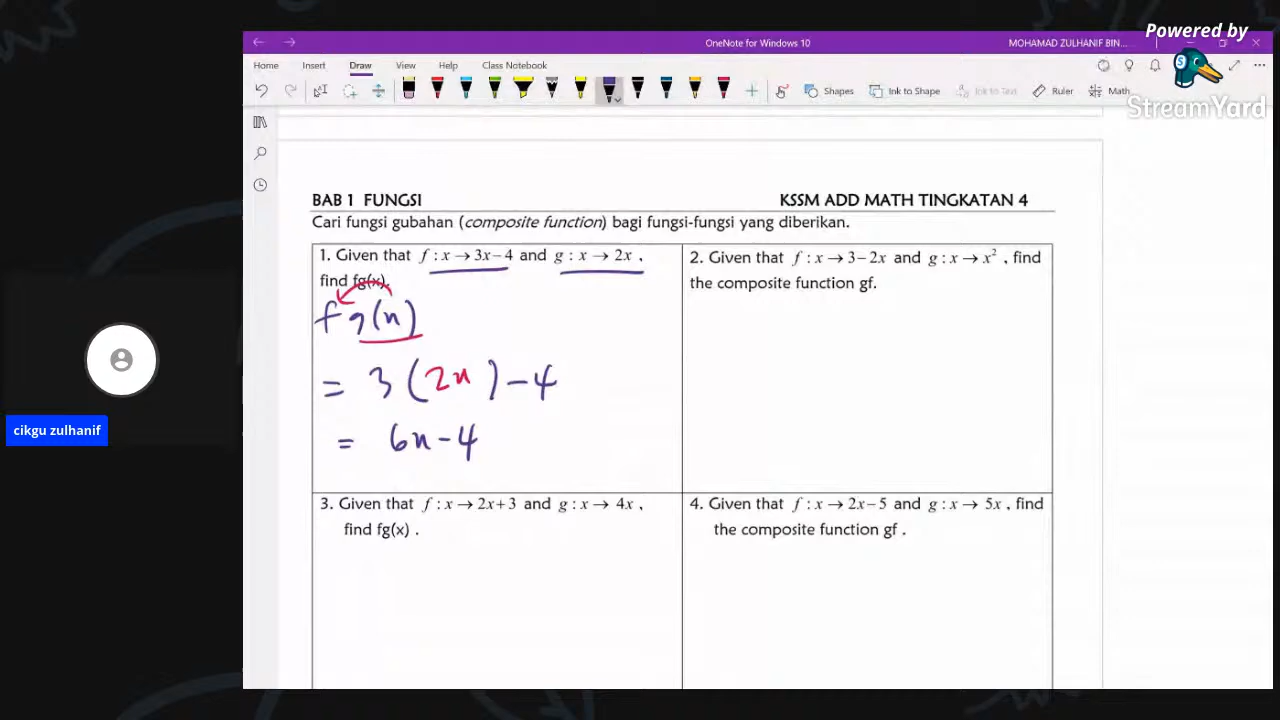 Powered by
StreamYard
OneNote for Windows 10
MOHAMAD ZULHANIF BIN...
Home Insert Draw View Help Class Notebook
Shapes Ink to Shape Ink to Text Ruler Math
BAB 1 FUNGSI KSSM ADD MATH TINGKATAN 4
Cari fungsi gubahan (composite function) bagi fungsi-fungsi yang diberikan.
1. Given that f : x → 3x − 4 and g : x → 2x ,
find fg(x).
fg(x)
= 3 ( 2x ) − 4
= 6x − 4
2. Given that f : x → 3 − 2x and g : x → x² , find
the composite function gf.
3. Given that f : x → 2x + 3 and g : x → 4x ,
find fg(x) .
4. Given that f : x → 2x − 5 and g : x → 5x , find
the composite function gf .
cikgu zulhanif